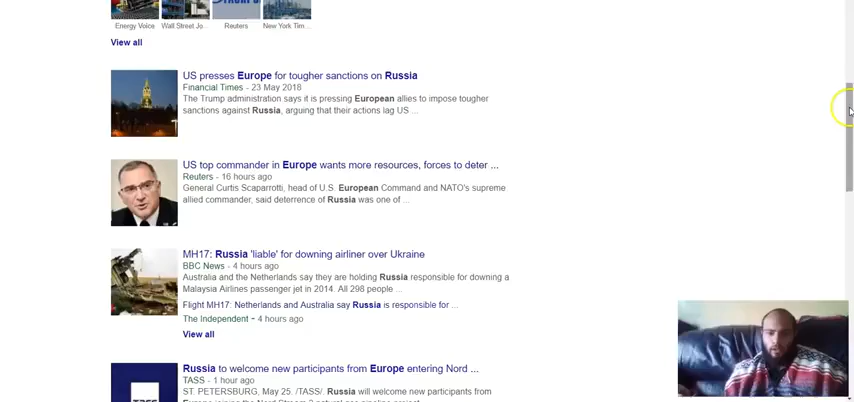 Energy Voice
Wall Street Jo...
Reuters
New York Tim...
View all
US presses Europe for tougher sanctions on Russia
Financial Times - 23 May 2018
The Trump administration says it is pressing European allies to impose tougher
sanctions against Russia, arguing that their actions lag US ...
US top commander in Europe wants more resources, forces to deter ...
Reuters - 16 hours ago
General Curtis Scaparrotti, head of U.S European Command and NATO's supreme
allied commander, said deterrence of Russia was one of ...
MH17: Russia 'liable' for downing airliner over Ukraine
BBC News - 4 hours ago
Australia and the Netherlands say they are holding Russia responsible for downing a
Malaysia Airlines passenger jet in 2014. All 298 people ...
Flight MH17: Netherlands and Australia say Russia is responsible for ...
The Independent - 4 hours ago
View all
Russia to welcome new participants from Europe entering Nord ...
TASS - 1 hour ago
ST. PETERSBURG, May 25. /TASS/. Russia will welcome new participants from
TASS